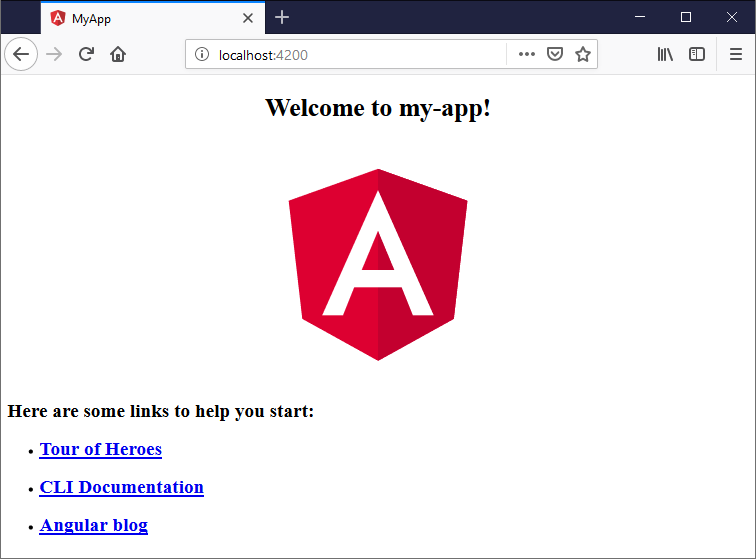 MyApp
localhost:4200
Welcome to my-app!
A
Here are some links to help you start:
Tour of Heroes
CLI Documentation
Angular blog